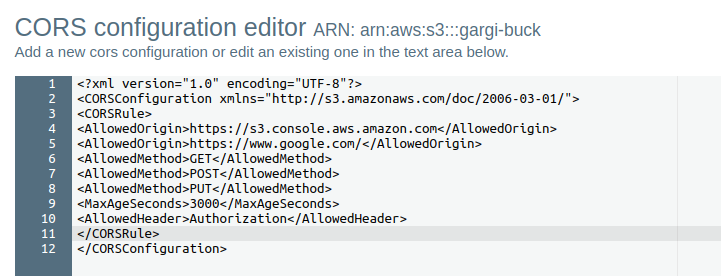 CORS configuration editor ARN: arn:aws:s3:::gargi-buck
Add a new cors configuration or edit an existing one in the text area below.
1 <?xml version="1.0" encoding="UTF-8"?>
2 <CORSConfiguration xmlns="http://s3.amazonaws.com/doc/2006-03-01/">
3 <CORSRule>
4 <AllowedOrigin>https://s3.console.aws.amazon.com</AllowedOrigin>
5 <AllowedOrigin>https://www.google.com/</AllowedOrigin>
6 <AllowedMethod>GET</AllowedMethod>
7 <AllowedMethod>POST</AllowedMethod>
8 <AllowedMethod>PUT</AllowedMethod>
9 <MaxAgeSeconds>3000</MaxAgeSeconds>
10 <AllowedHeader>Authorization</AllowedHeader>
11 </CORSRule>
12 </CORSConfiguration>